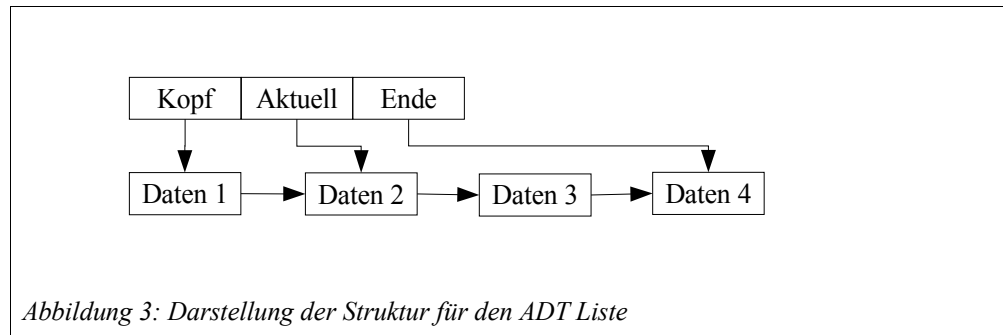 Kopf Aktuell Ende
Daten 1 Daten 2 Daten 3 Daten 4
Abbildung 3: Darstellung der Struktur für den ADT Liste